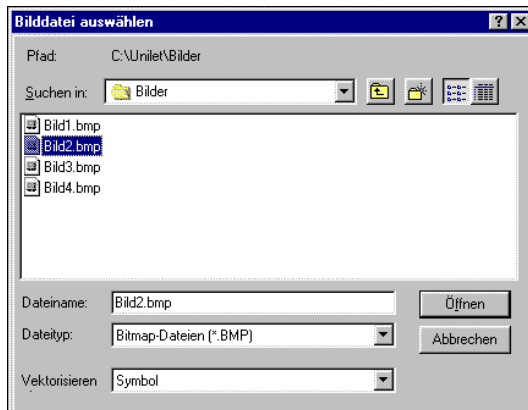 Bilddatei auswählen
Pfad: C:\Unilet\Bilder
Suchen in: Bilder
Bild1.bmp
Bild2.bmp
Bild3.bmp
Bild4.bmp
Dateiname: Bild2.bmp Öffnen
Dateityp: Bitmap-Dateien (*.BMP) Abbrechen
Vektorisieren Symbol